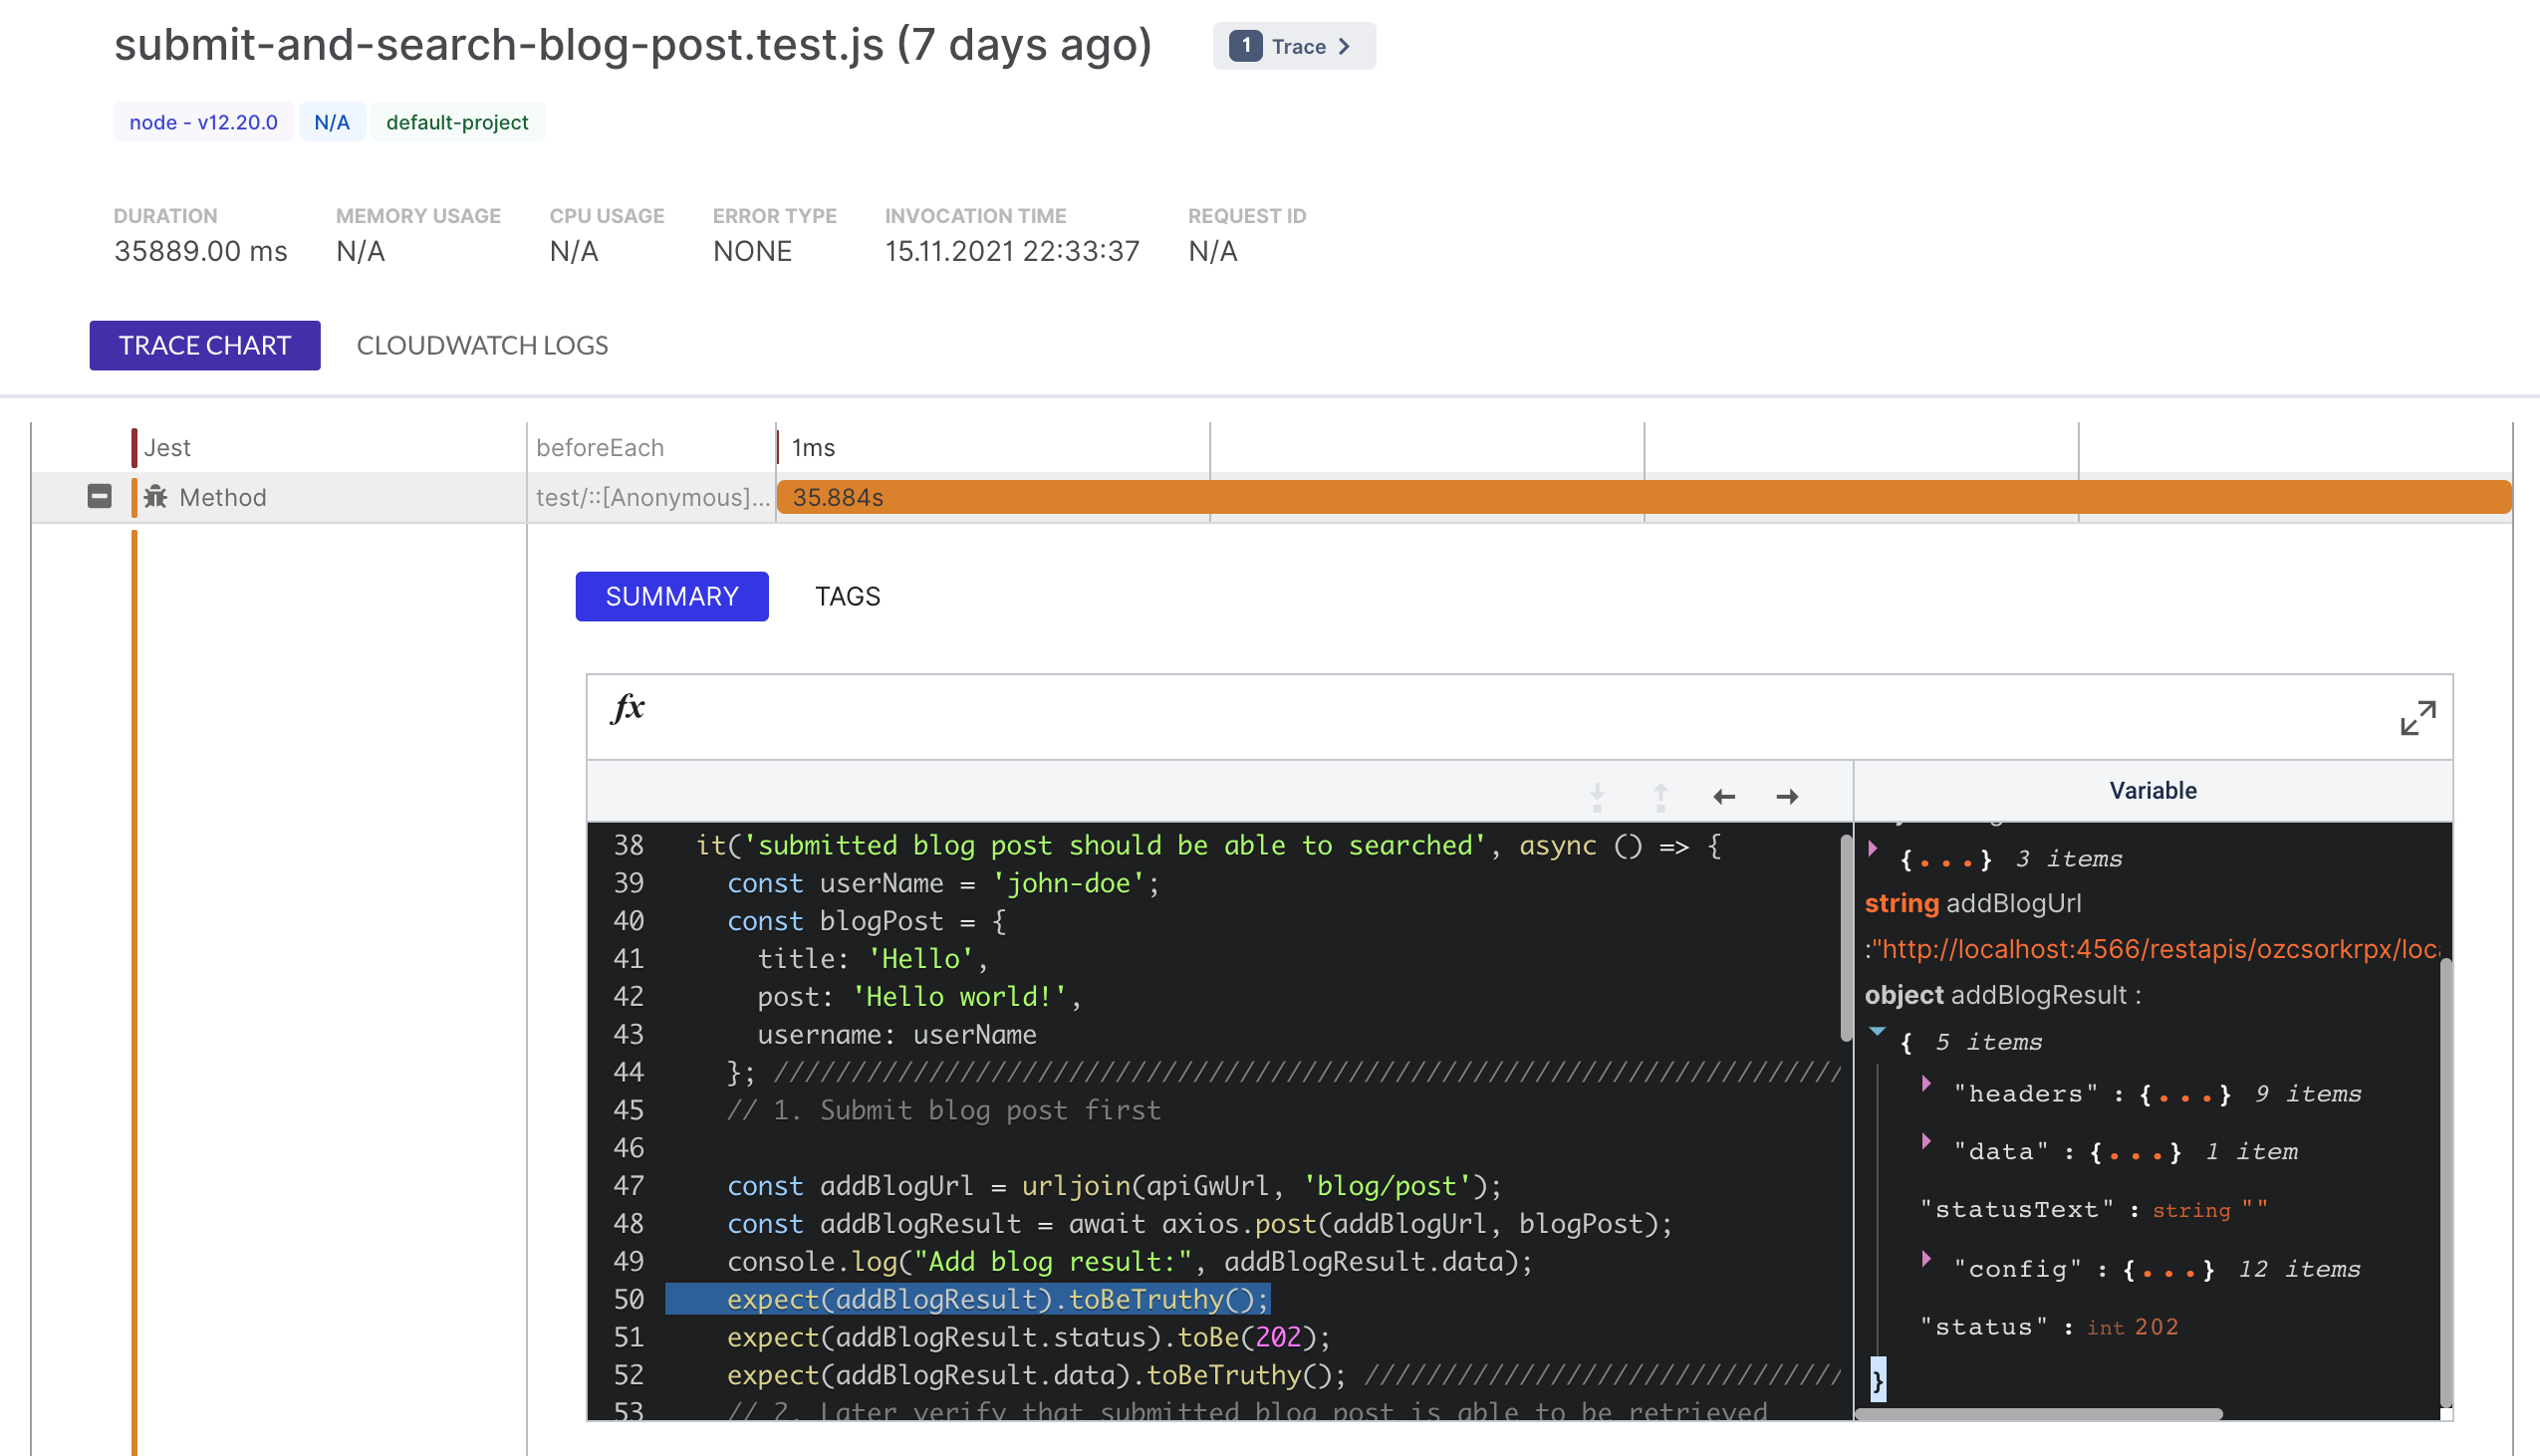 submit-and-search-blog-post.test.js (7 days ago)
1 Trace
node - v12.20.0 N/A default-project
DURATION MEMORY USAGE CPU USAGE ERROR TYPE INVOCATION TIME REQUEST ID
35889.00 ms N/A N/A NONE 15.11.2021 22:33:37 N/A
TRACE CHART CLOUDWATCH LOGS
Jest beforeEach 1ms
Method test/::[Anonymous]... 35.884s
SUMMARY TAGS
fx
Variable
38 it('submitted blog post should be able to searched', async () => {
39 const userName = 'john-doe';
40 const blogPost = {
41 title: 'Hello',
42 post: 'Hello world!',
43 username: userName
44 }; /////////////////////////////////////////////////////////////////////
45 // 1. Submit blog post first
46
47 const addBlogUrl = urljoin(apiGwUrl, 'blog/post');
48 const addBlogResult = await axios.post(addBlogUrl, blogPost);
49 console.log("Add blog result:", addBlogResult.data);
50 expect(addBlogResult).toBeTruthy();
51 expect(addBlogResult.status).toBe(202);
52 expect(addBlogResult.data).toBeTruthy(); ///////////////////////////////
53 // 2. Later verify that submitted blog post is able to be retrieved
{...} 3 items
string addBlogUrl
:"http://localhost:4566/restapis/ozcsorkrpx/loc
object addBlogResult :
{ 5 items
"headers" : {...} 9 items
"data" : {...} 1 item
"statusText" : string ""
"config" : {...} 12 items
"status" : int 202
}